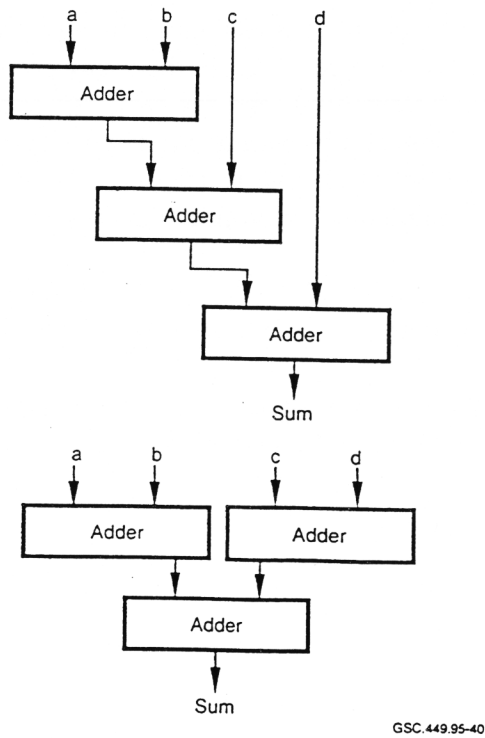 a b c d
Adder
Adder
Adder
Sum
a b c d
Adder Adder
Adder
Sum
GSC.449.95-40